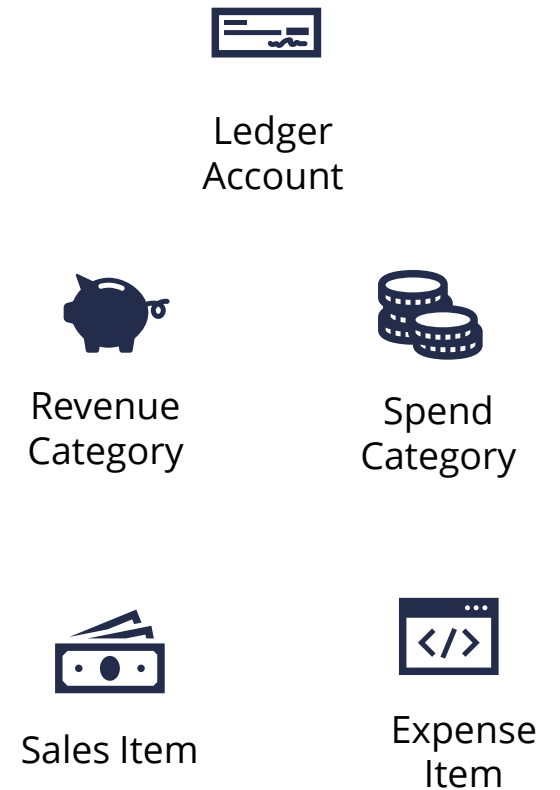 Ledger
Account
Revenue
Category
Spend
Category
</>
Sales Item
Expense
Item